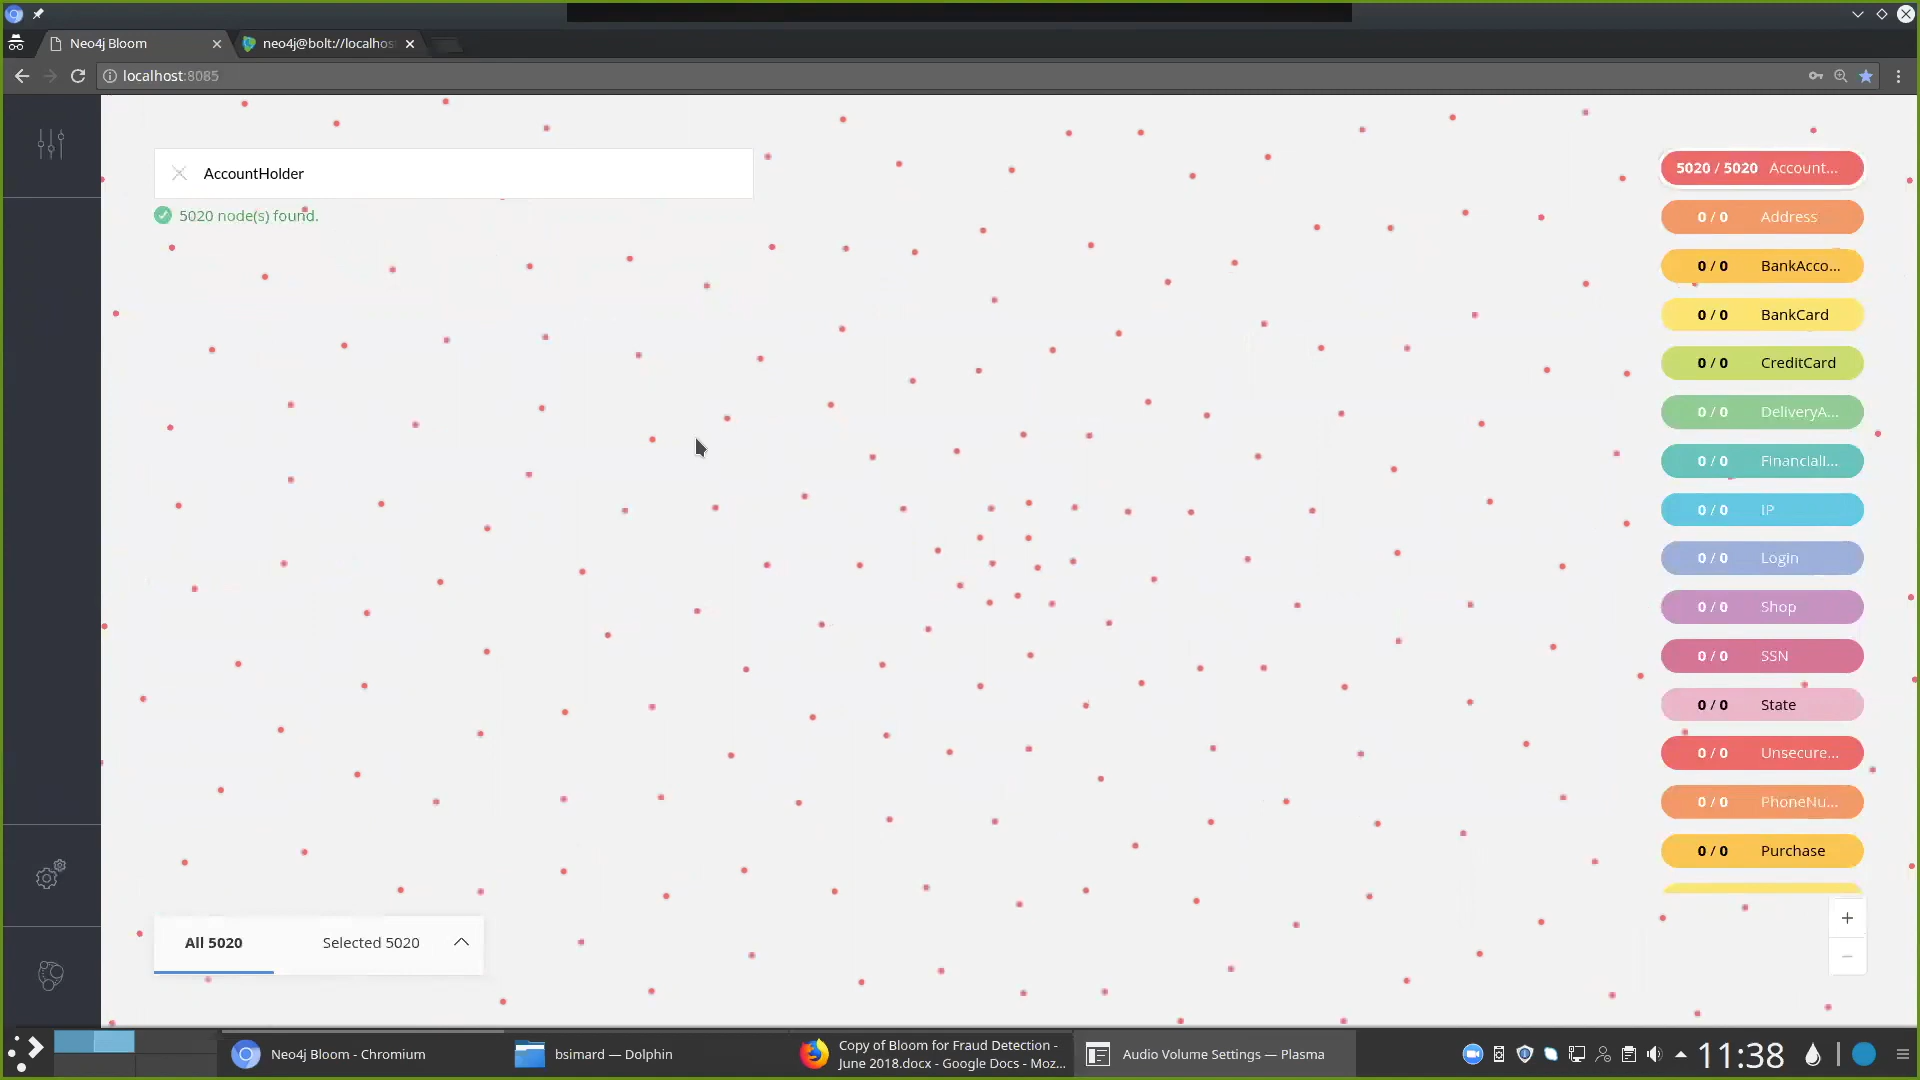 Neo4j Bloom
neo4j@bolt://localhos
localhost:8085
AccountHolder
5020 node(s) found.
5020 / 5020 Account...
0 / 0 Address
0 / 0 BankAcco...
0 / 0 BankCard
0 / 0 CreditCard
0 / 0 DeliveryA...
0 / 0 FinancialI...
0 / 0 IP
0 / 0 Login
0 / 0 Shop
0 / 0 SSN
0 / 0 State
0 / 0 Unsecure...
0 / 0 PhoneNu...
0 / 0 Purchase
All 5020
Selected 5020
Neo4j Bloom - Chromium
bsimard — Dolphin
Copy of Bloom for Fraud Detection -
June 2018.docx - Google Docs - Moz...
Audio Volume Settings — Plasma
11:38